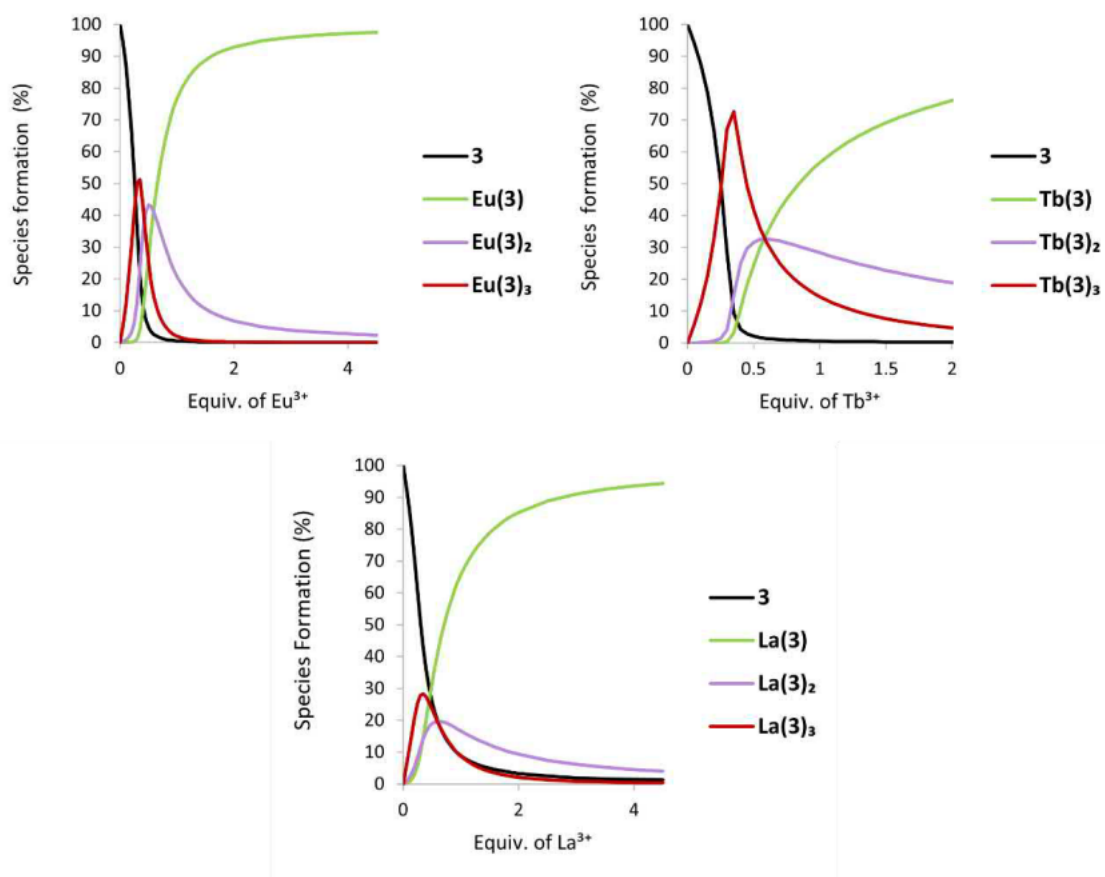 Species formation (%)
100
90
80
70
60
50
40
30
20
10
0
0 2 4
Equiv. of Eu³⁺
3
Eu(3)
Eu(3)₂
Eu(3)₃
Species formation (%)
100
90
80
70
60
50
40
30
20
10
0
0 0.5 1 1.5 2
Equiv. of Tb³⁺
3
Tb(3)
Tb(3)₂
Tb(3)₃
Species Formation (%)
100
90
80
70
60
50
40
30
20
10
0
0 2 4
Equiv. of La³⁺
3
La(3)
La(3)₂
La(3)₃